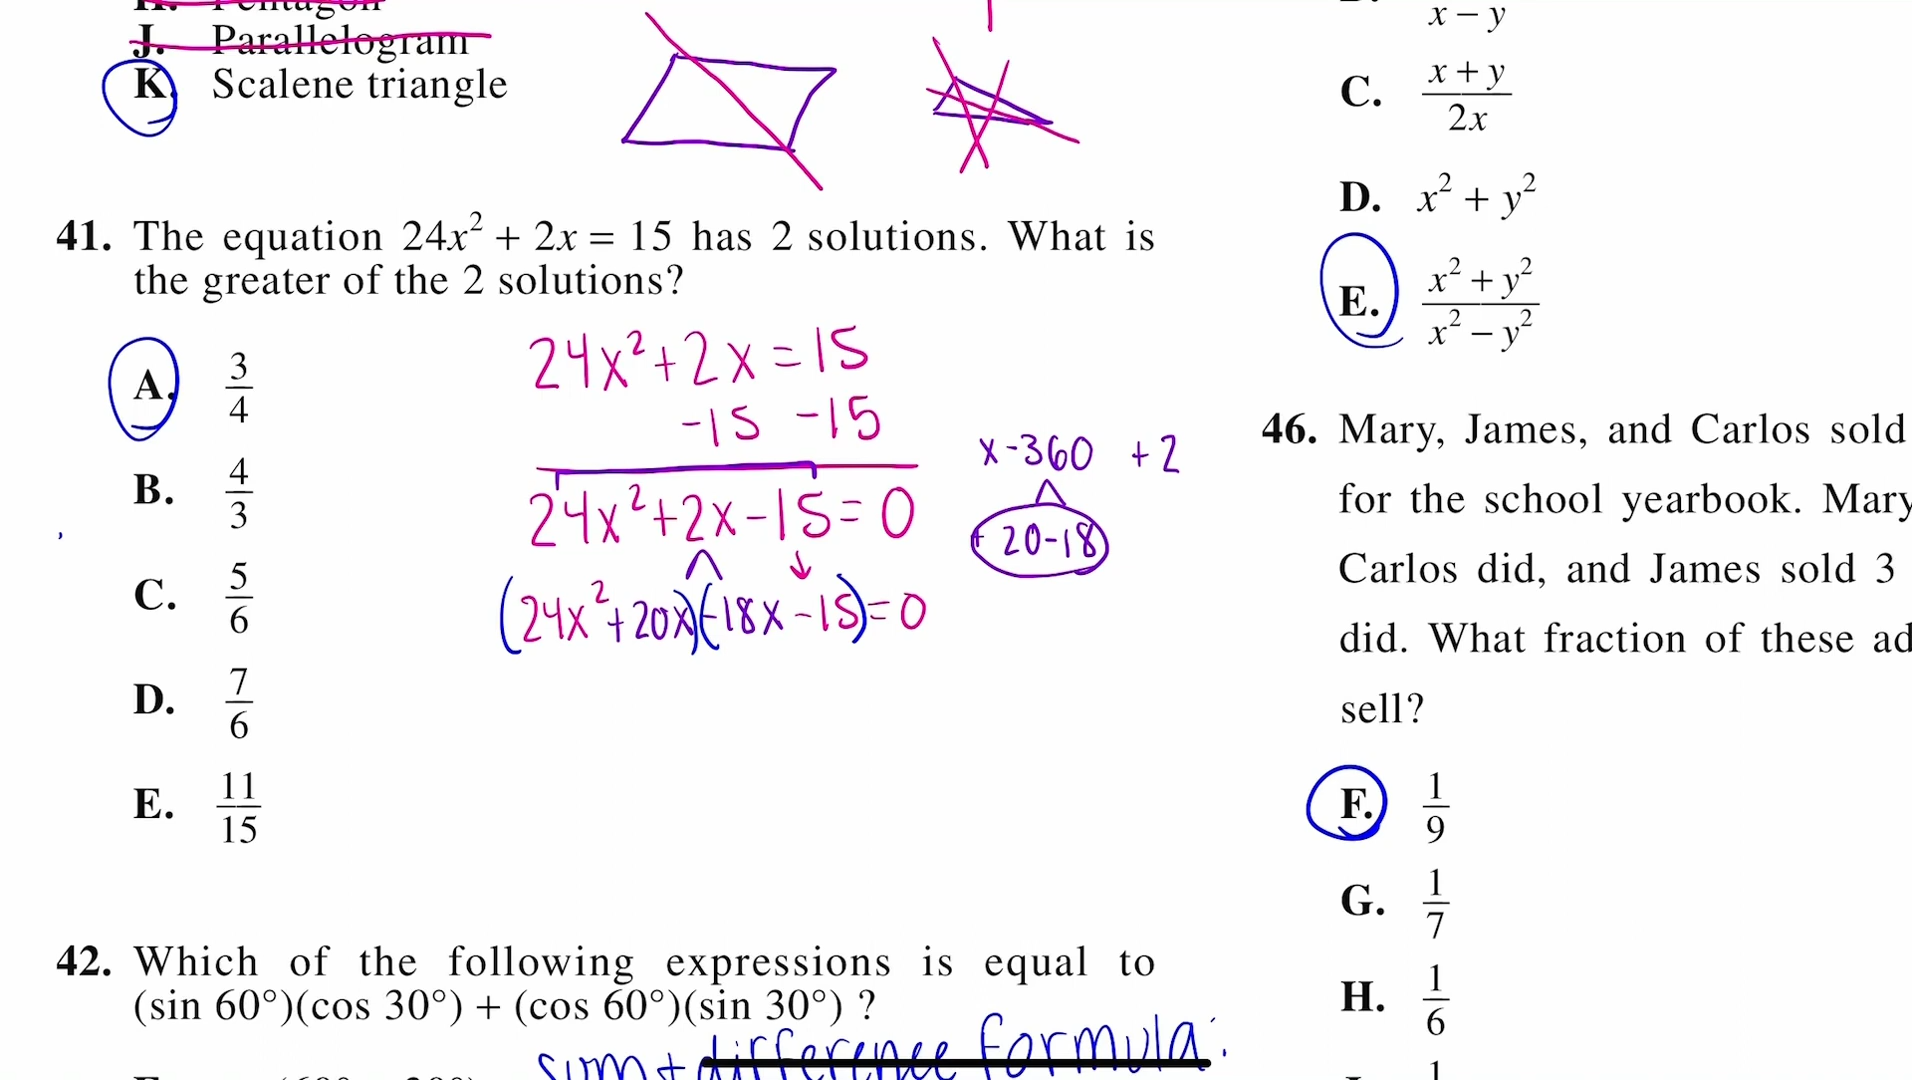 J. Parallelogram
K. Scalene triangle
41. The equation 24x² + 2x = 15 has 2 solutions. What is
the greater of the 2 solutions?
A. 3/4
B. 4/3
C. 5/6
D. 7/6
E. 11/15
24x²+2x=15
-15 -15
24x²+2x-15=0
(24x²+20x)(-18x-15)=0
x-360 +2
+20-18
42. Which of the following expressions is equal to
(sin 60°)(cos 30°) + (cos 60°)(sin 30°) ?
sum + difference formula:
x − y
C. x + y / 2x
D. x² + y²
E. x² + y² / x² − y²
46. Mary, James, and Carlos sold
for the school yearbook. Mary
Carlos did, and James sold 3
did. What fraction of these ad
sell?
F. 1/9
G. 1/7
H. 1/6
1